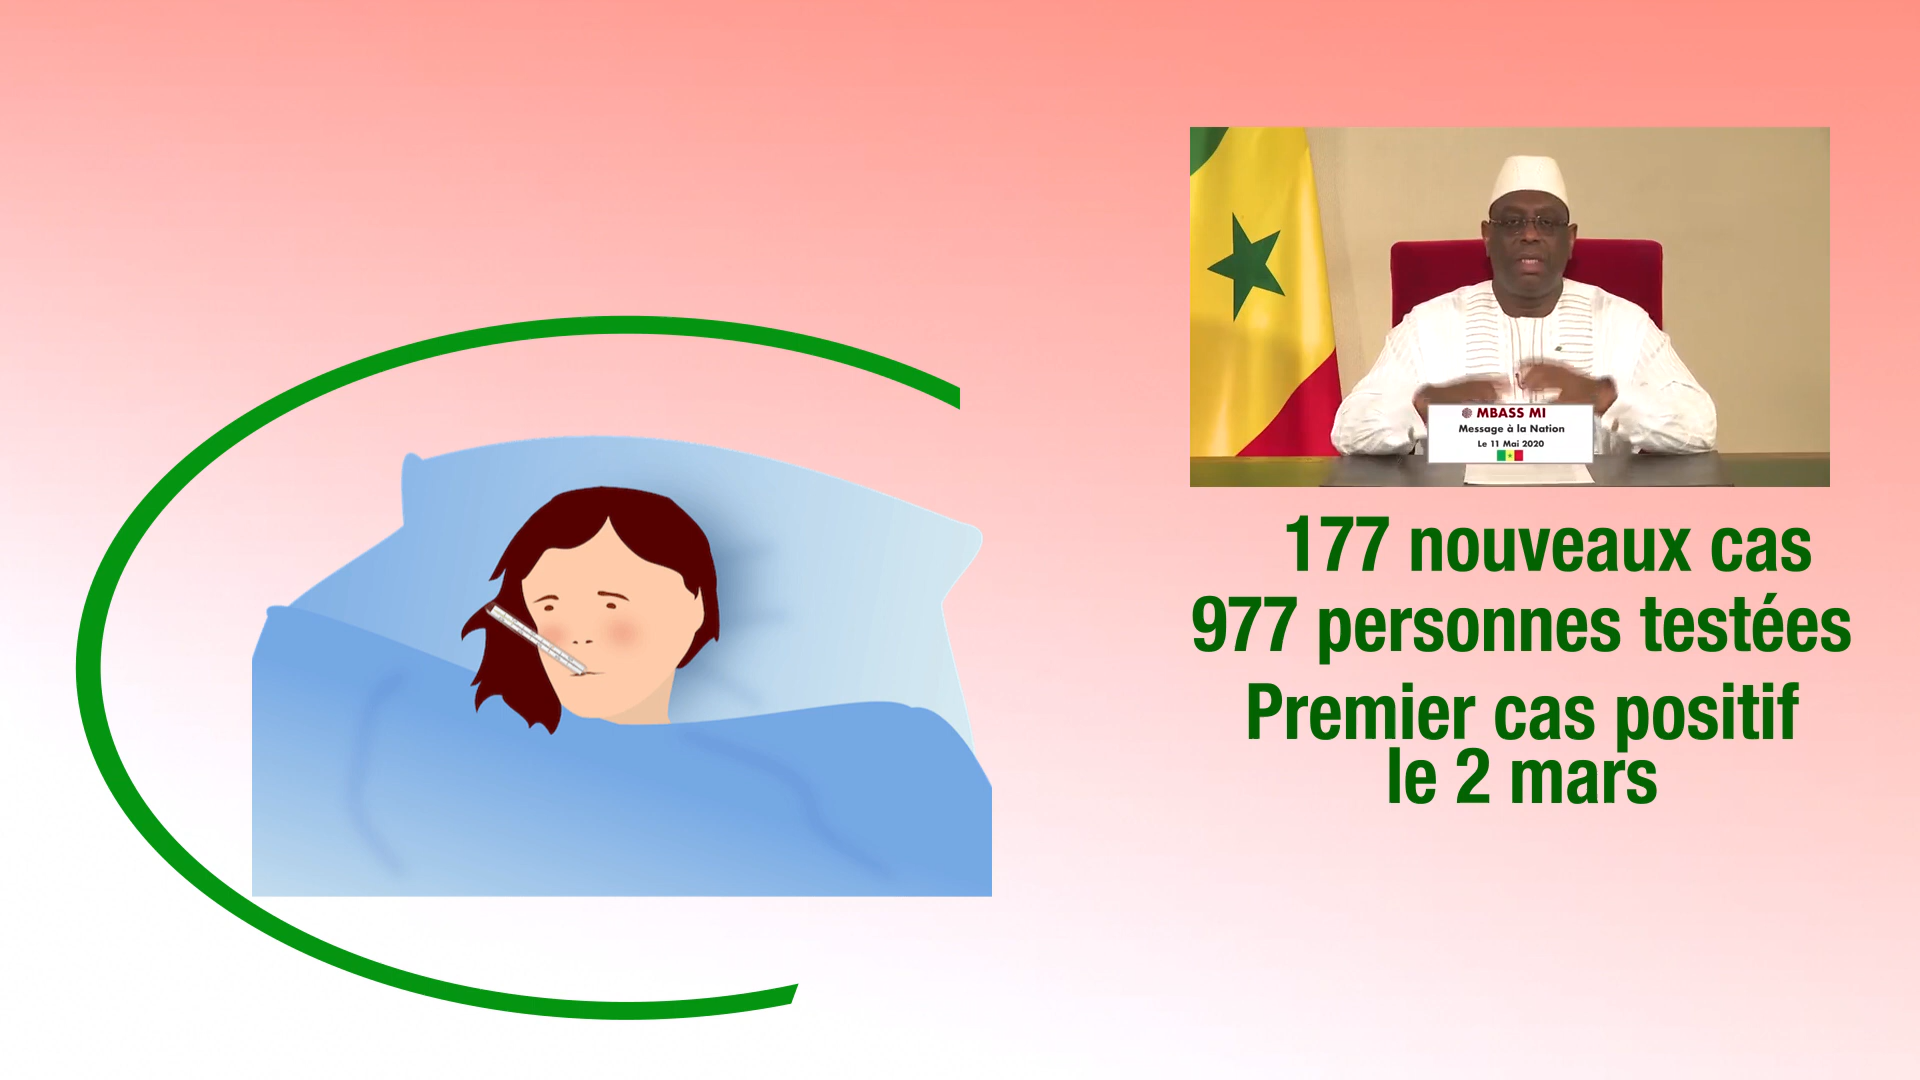 MBASS MI
Message à la Nation
Le 11 Mai 2020
177 nouveaux cas
977 personnes testées
Premier cas positif
le 2 mars